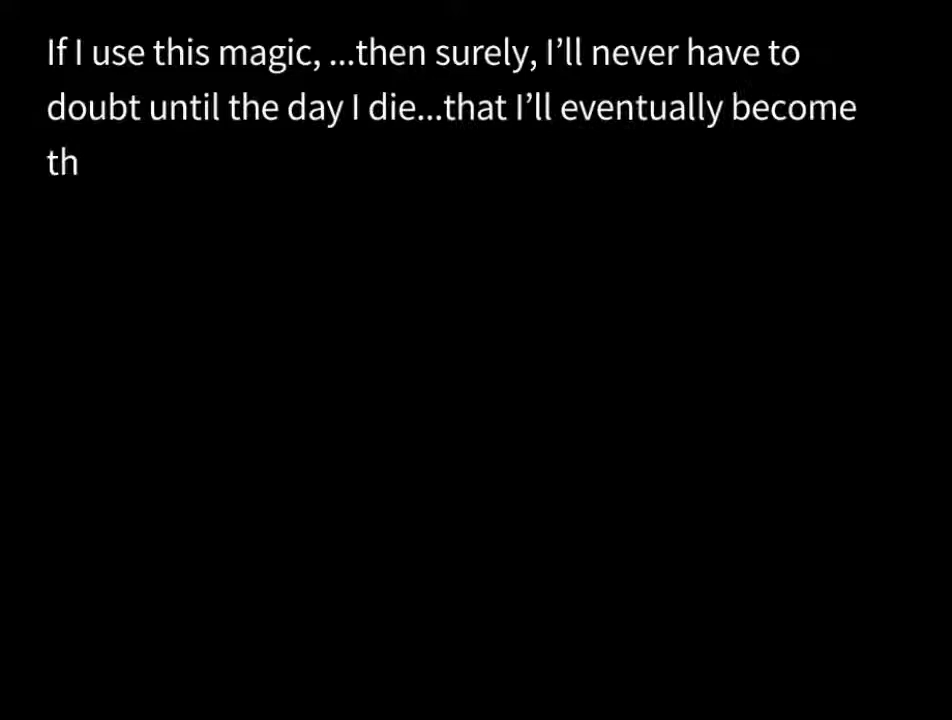 If I use this magic, ...then surely, I’ll never have to
doubt until the day I die...that I’ll eventually become
th